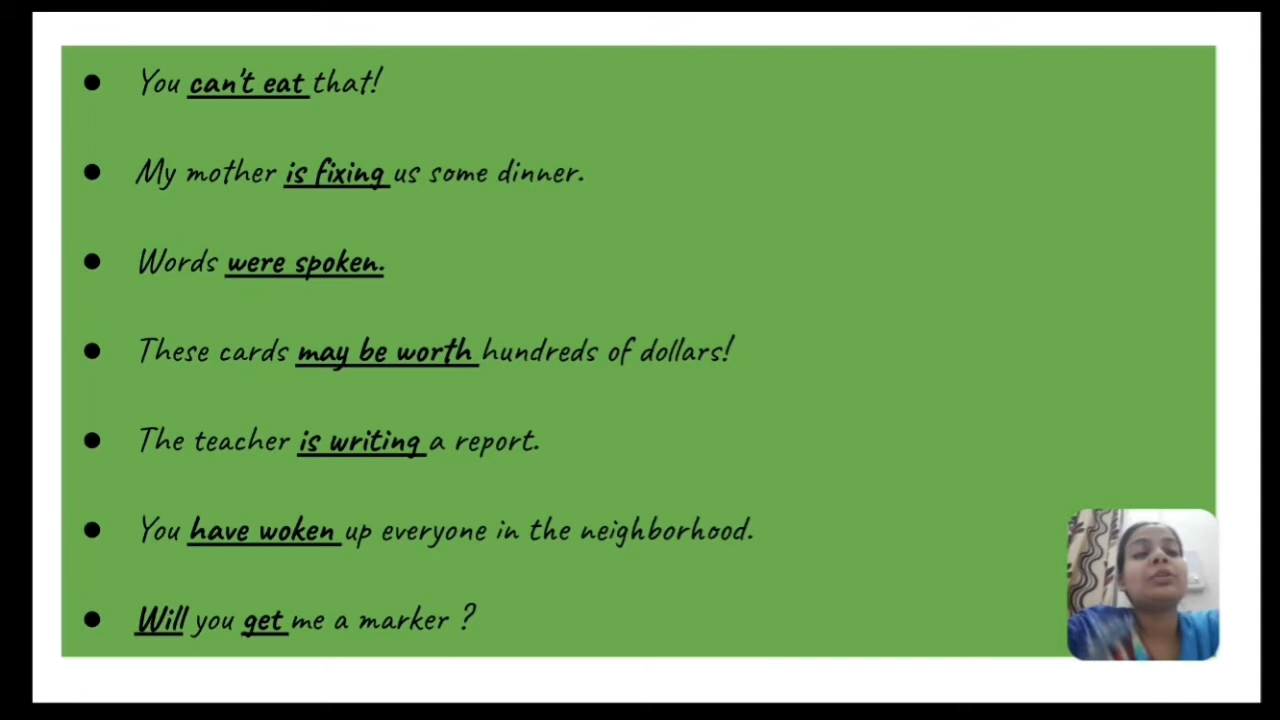 ● You can't eat that!
● My mother is fixing us some dinner.
● Words were spoken.
● These cards may be worth hundreds of dollars!
● The teacher is writing a report.
● You have woken up everyone in the neighborhood.
● Will you get me a marker ?